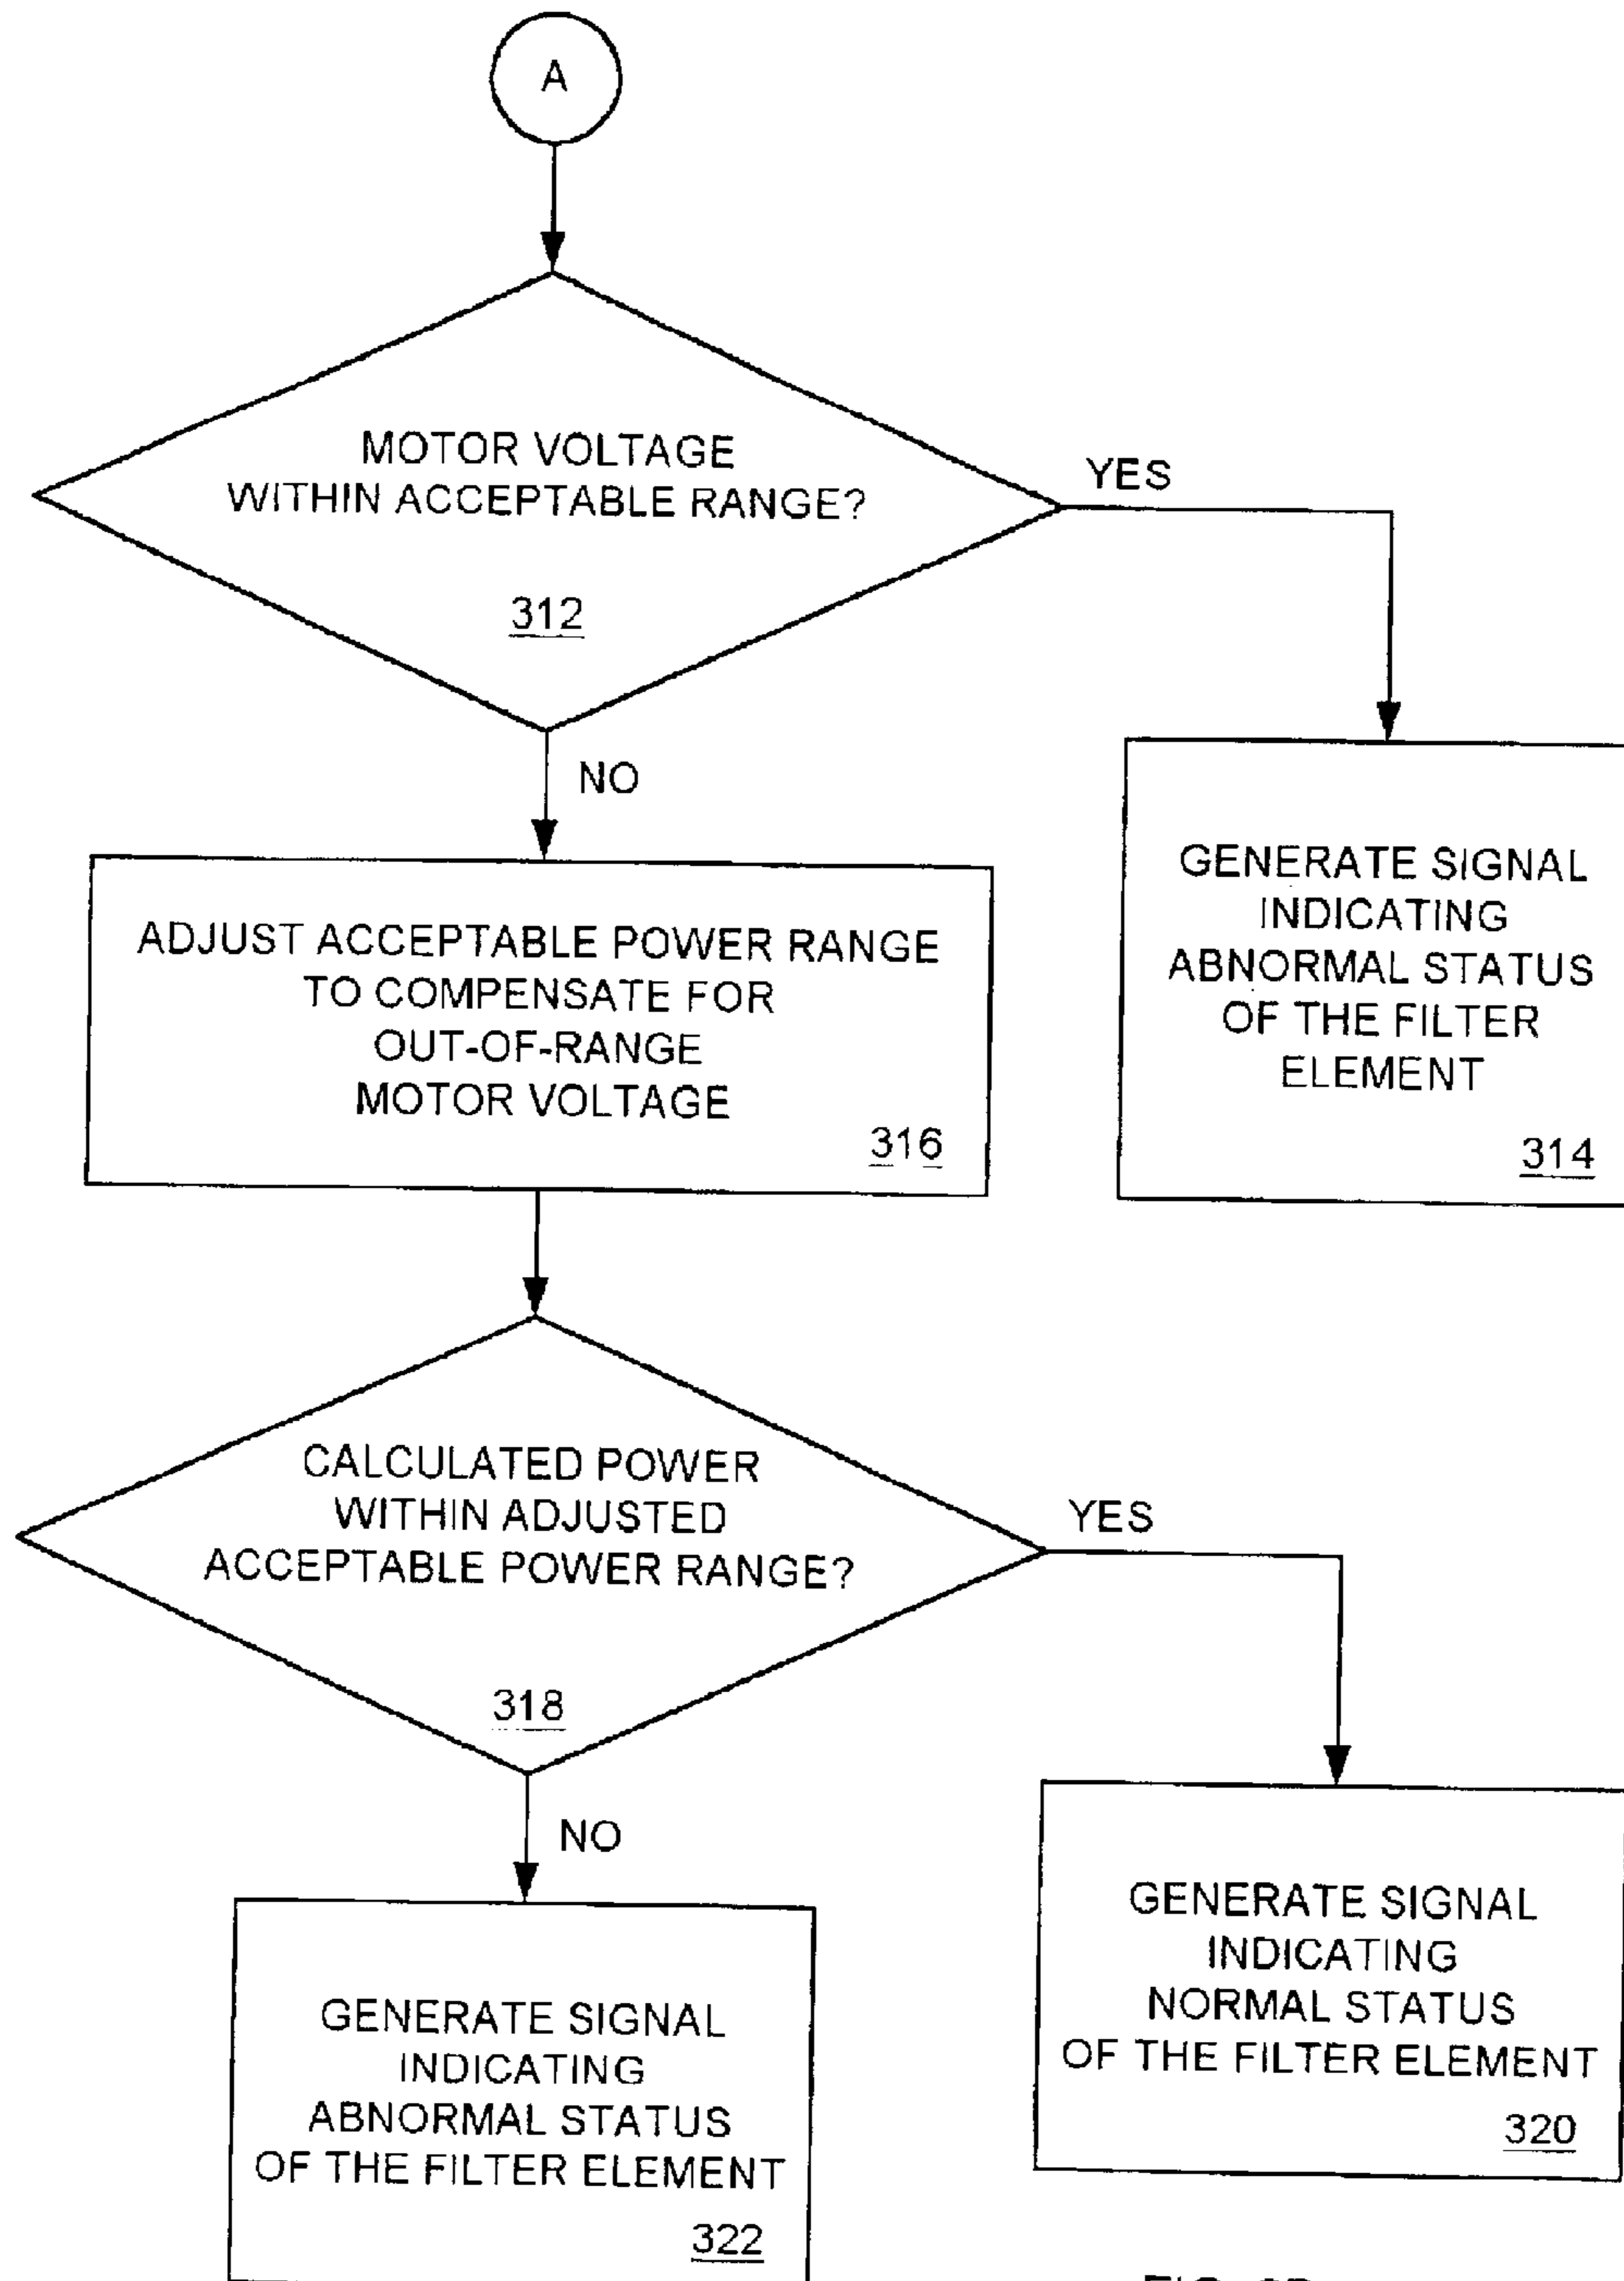 A
MOTOR VOLTAGE
WITHIN ACCEPTABLE RANGE?
312
YES
NO
ADJUST ACCEPTABLE POWER RANGE
TO COMPENSATE FOR
OUT-OF-RANGE
MOTOR VOLTAGE
316
GENERATE SIGNAL
INDICATING
ABNORMAL STATUS
OF THE FILTER
ELEMENT
314
CALCULATED POWER
WITHIN ADJUSTED
ACCEPTABLE POWER RANGE?
318
YES
NO
GENERATE SIGNAL
INDICATING
NORMAL STATUS
OF THE FILTER ELEMENT
320
GENERATE SIGNAL
INDICATING
ABNORMAL STATUS
OF THE FILTER ELEMENT
322